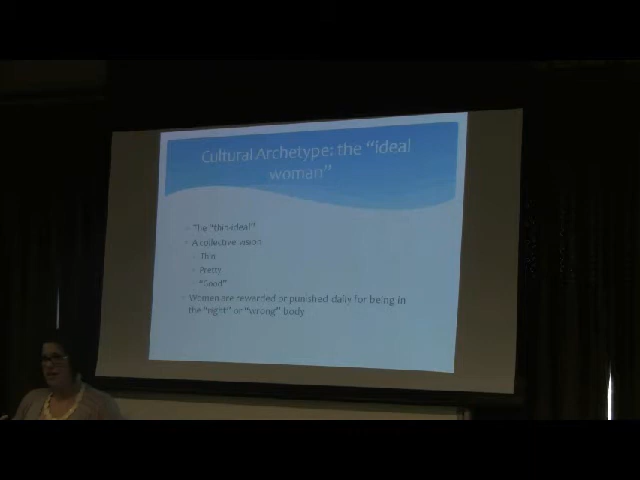 Cultural Archetype: the "ideal
woman"
The "thin-ideal"
A collective vision
Thin
Pretty
"Good"
Women are rewarded or punished daily for being in
the "right" or "wrong" body